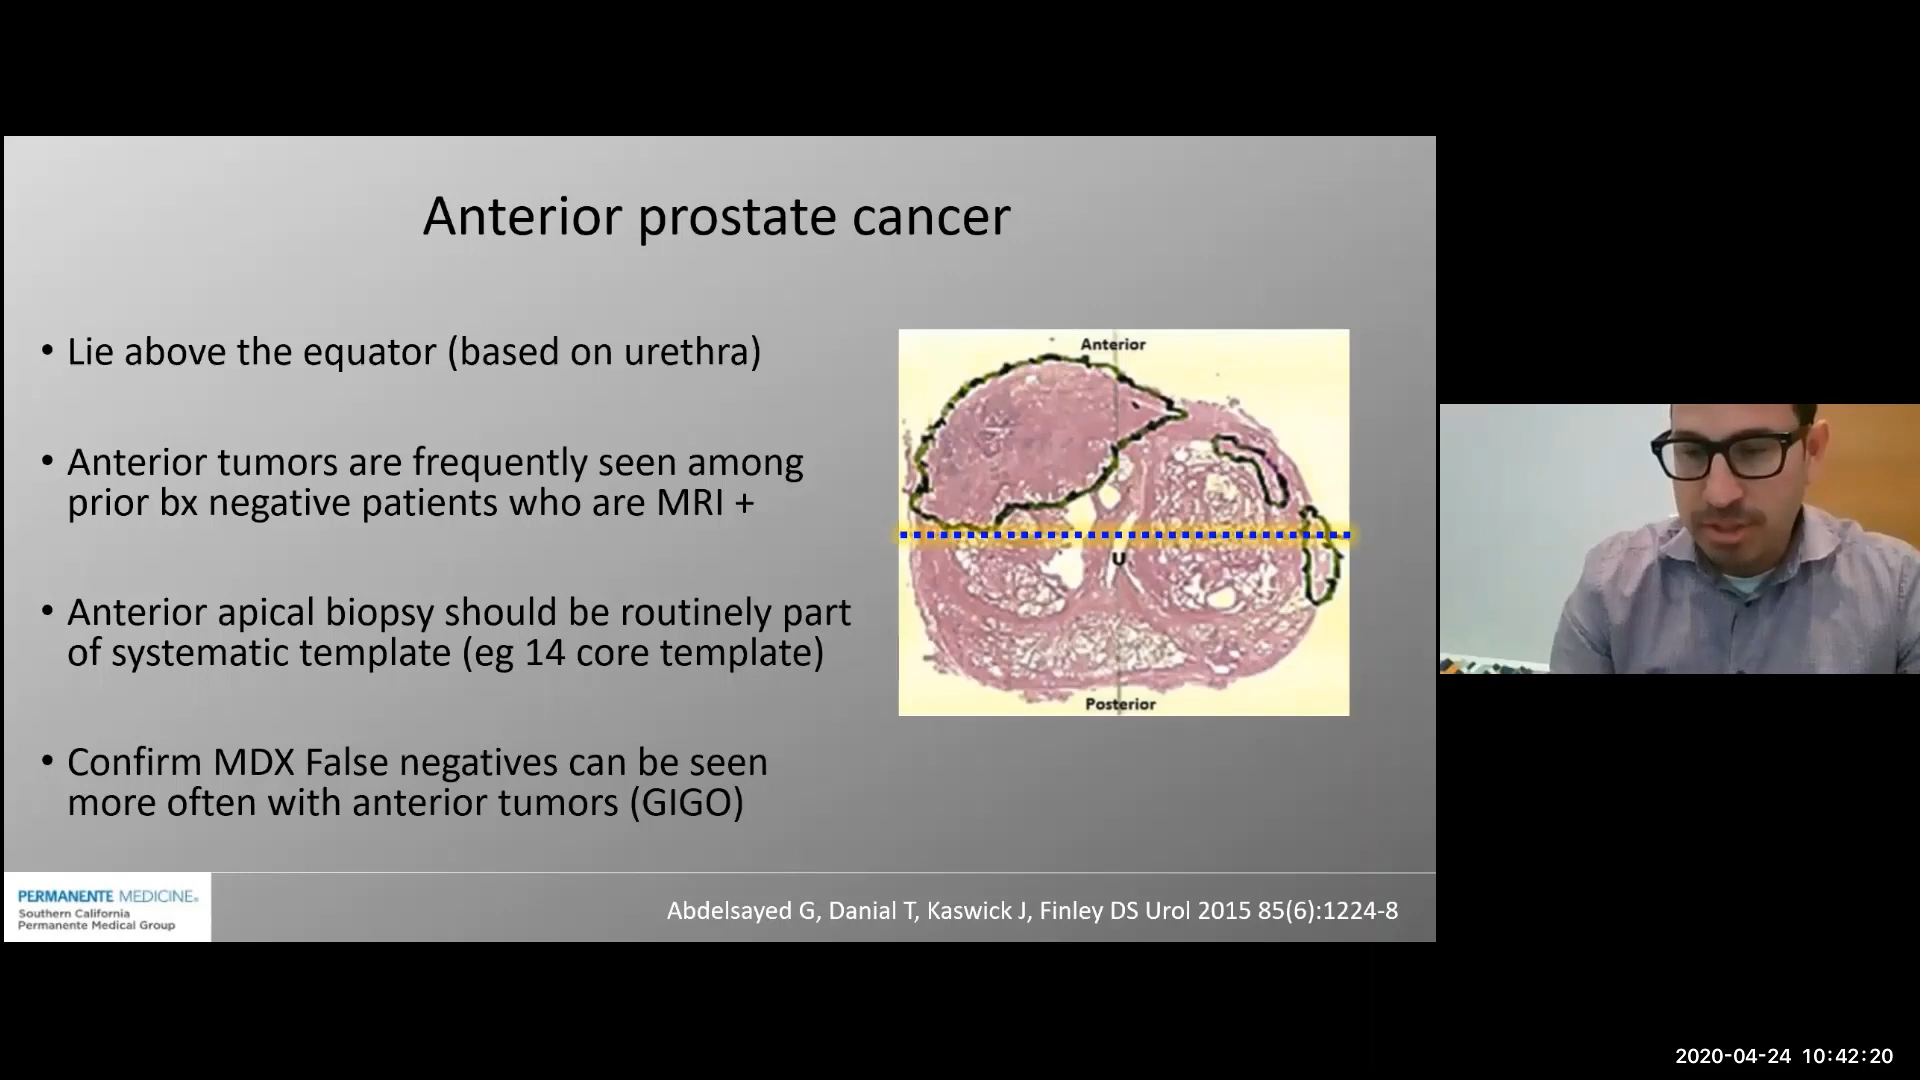 Anterior prostate cancer
• Lie above the equator (based on urethra)
• Anterior tumors are frequently seen among
prior bx negative patients who are MRI +
• Anterior apical biopsy should be routinely part
of systematic template (eg 14 core template)
• Confirm MDX False negatives can be seen
more often with anterior tumors (GIGO)
Anterior
U
Posterior
PERMANENTE MEDICINE®
Southern California
Permanente Medical Group
Abdelsayed G, Danial T, Kaswick J, Finley DS Urol 2015 85(6):1224-8
2020-04-24 10:42:20